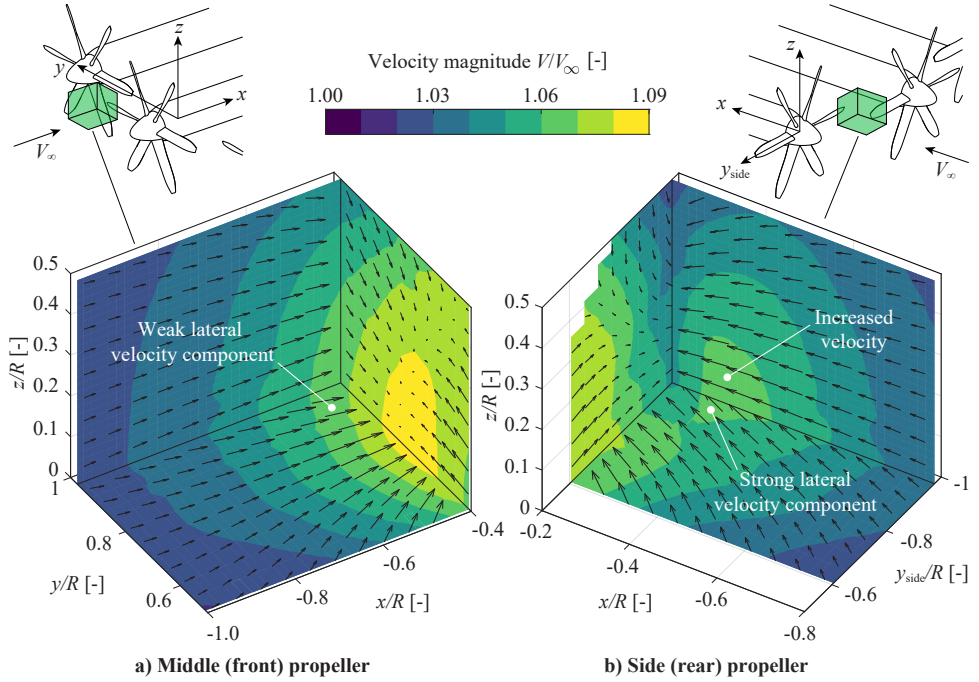 Velocity magnitude V/V∞ [-]
1.00 1.03 1.06 1.09
y
z
x
V∞
z
x
yside
V∞
0.5
0.4
0.3
0.2
0.1
0
z/R [-]
1
0.8
0.6
y/R [-]
-1.0
-0.8
-0.6
-0.4
x/R [-]
Weak lateral
velocity component
a) Middle (front) propeller
0.5
0.4
0.3
0.2
0.1
0
z/R [-]
-0.2
-0.4
-0.6
-0.8
x/R [-]
-0.6
-0.8
-1
yside/R [-]
Increased
velocity
Strong lateral
velocity component
b) Side (rear) propeller